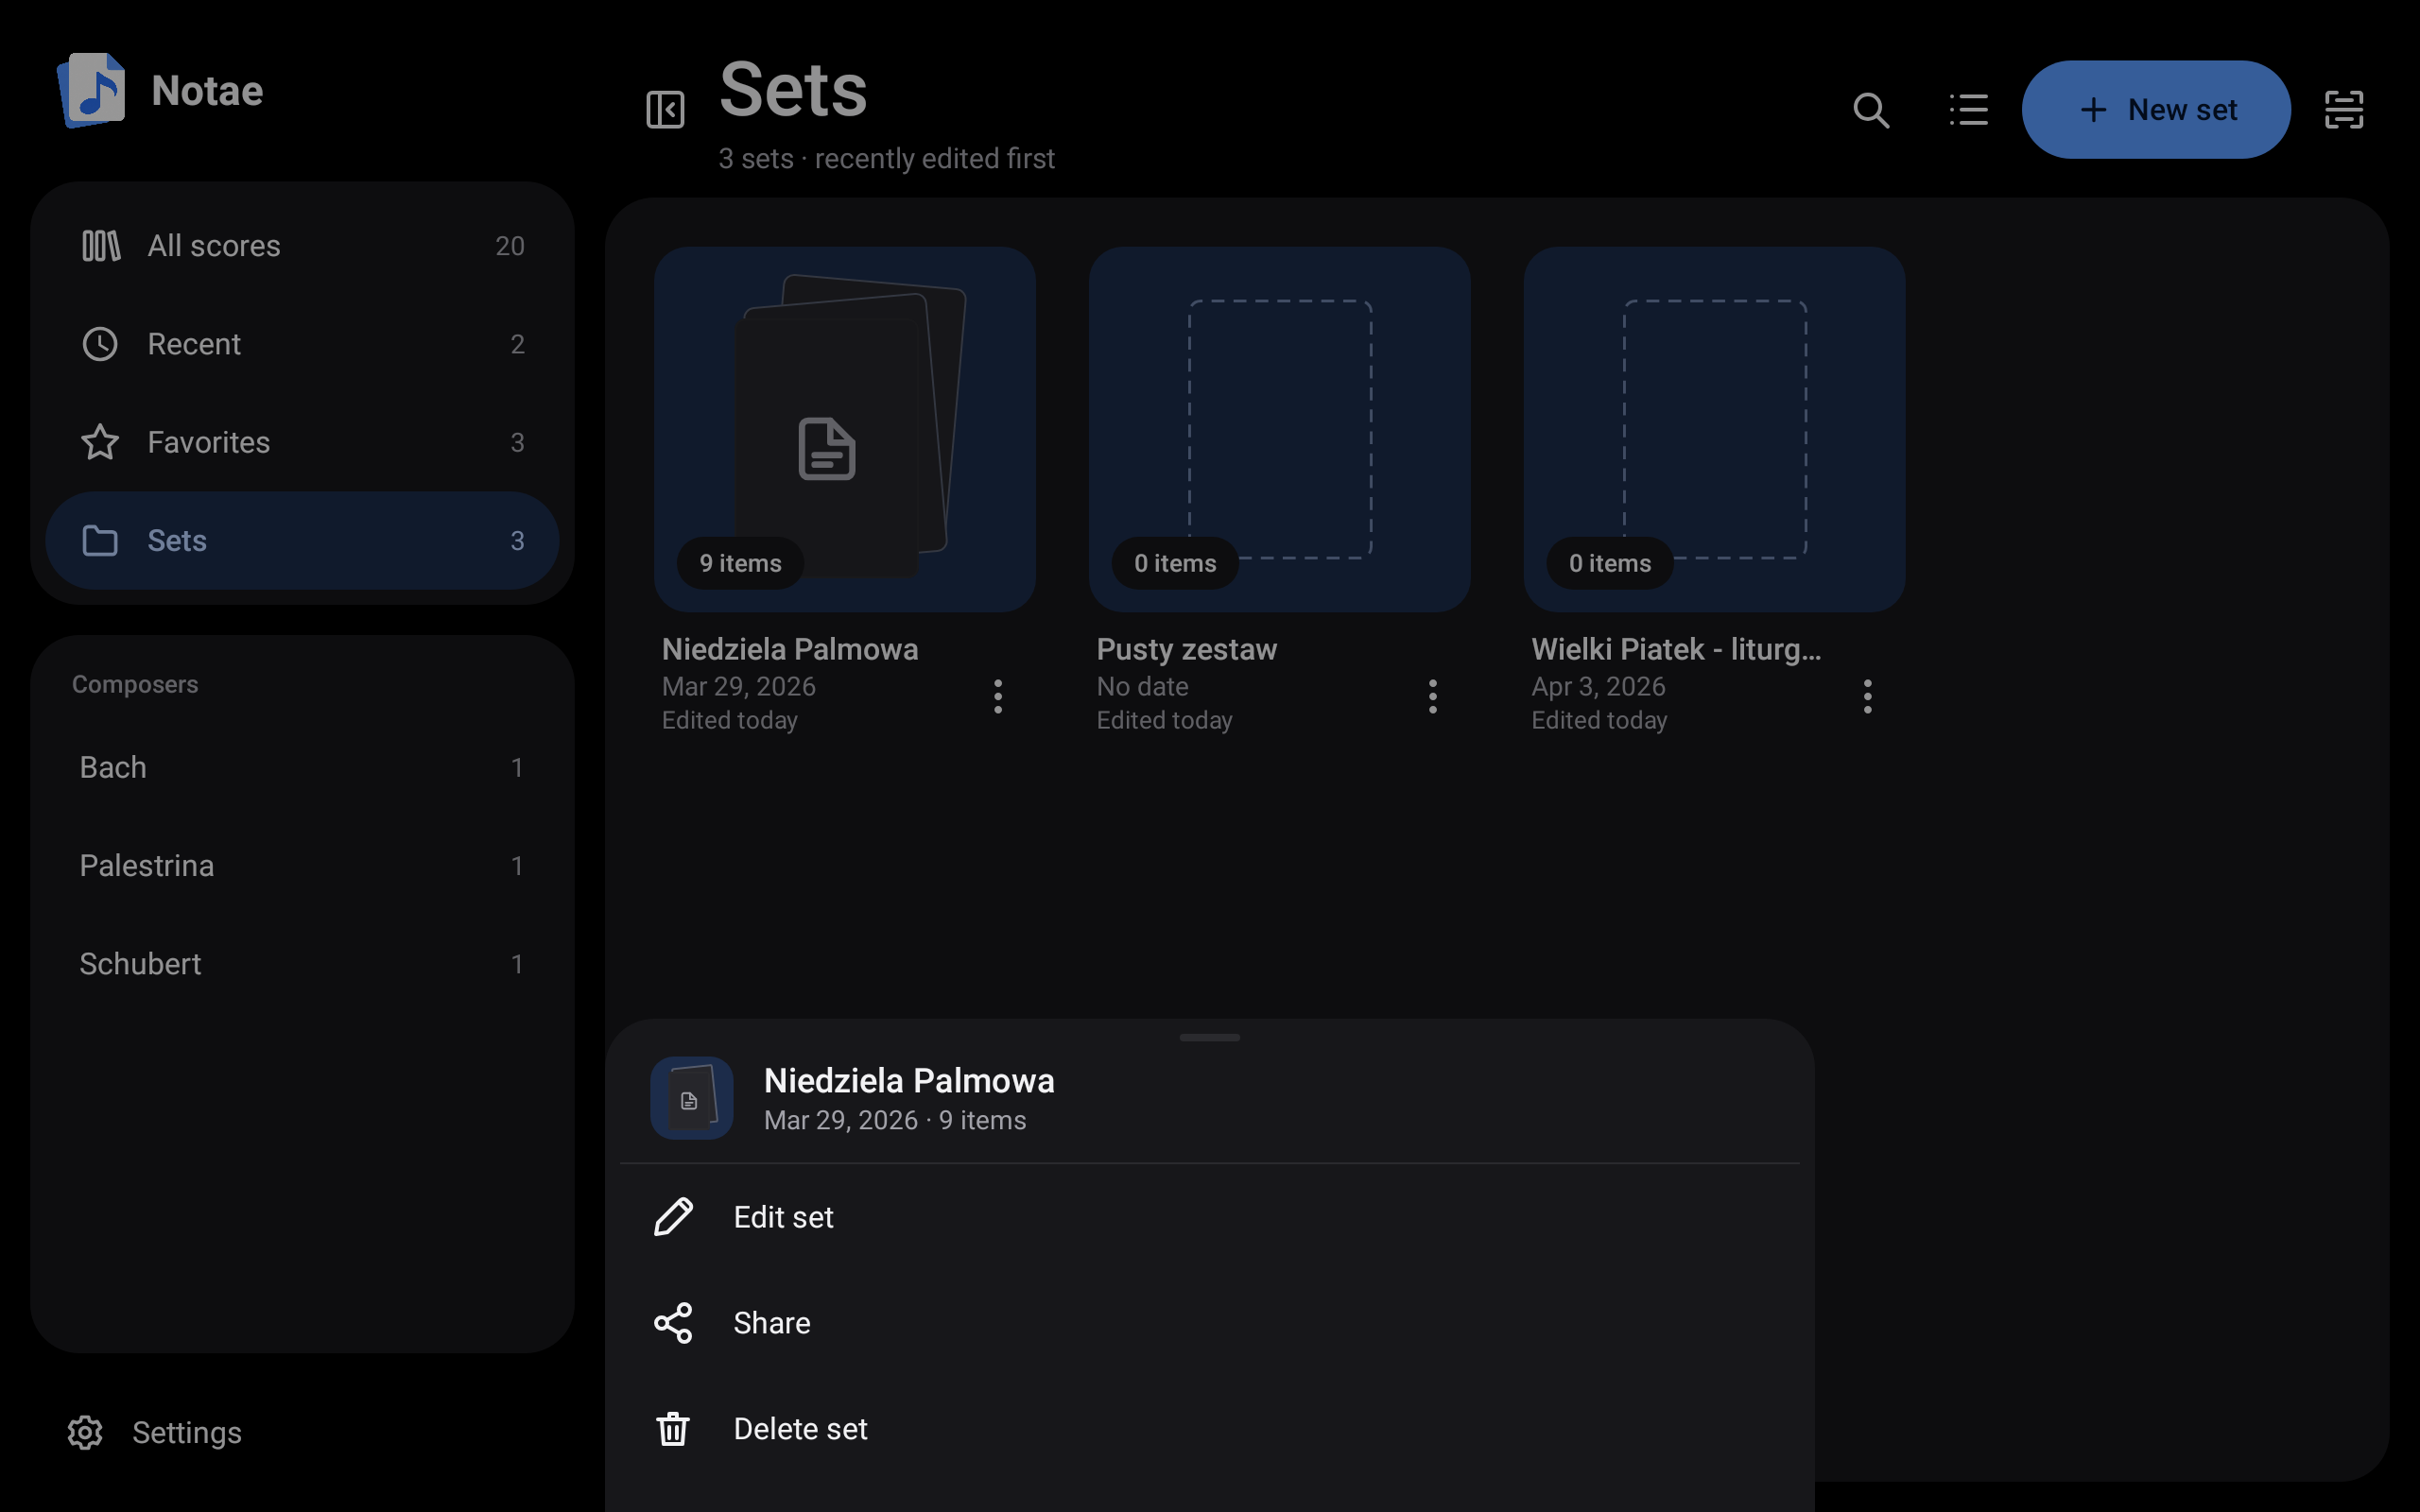 Notae
All scores 20
Recent 2
Favorites 3
Sets 3
Composers
Bach 1
Palestrina 1
Schubert 1
Settings
Sets
3 sets · recently edited first
New set
9 items
Niedziela Palmowa
Mar 29, 2026
Edited today
0 items
Pusty zestaw
No date
Edited today
0 items
Wielki Piatek - liturg...
Apr 3, 2026
Edited today
Niedziela Palmowa
Mar 29, 2026 · 9 items
Edit set
Share
Delete set